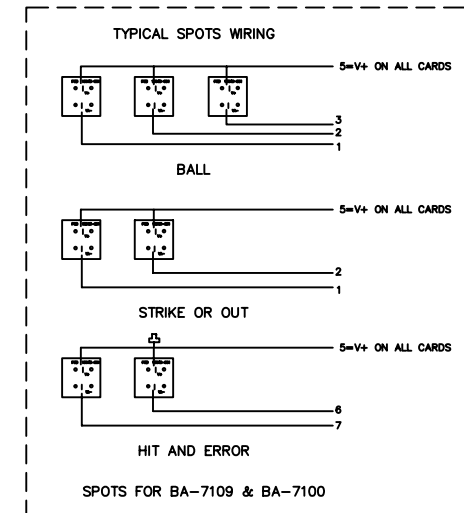 TYPICAL SPOTS WIRING
5=V+ ON ALL CARDS
3
2
1
BALL
5=V+ ON ALL CARDS
2
1
STRIKE OR OUT
5=V+ ON ALL CARDS
6
7
HIT AND ERROR
SPOTS FOR BA-7109 & BA-7100